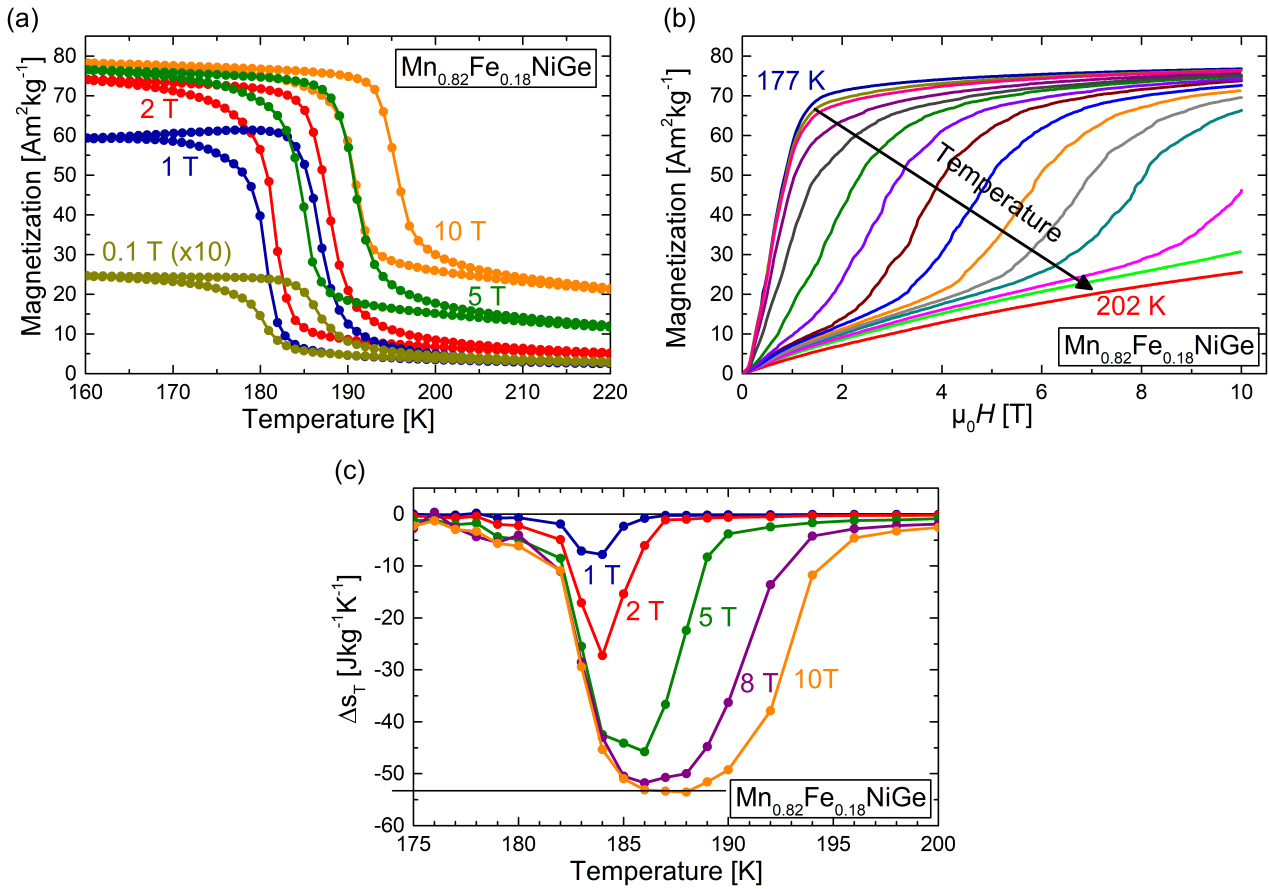 (a)
Magnetization [Am²kg⁻¹]
80
70
60
50
40
30
20
10
0
160 170 180 190 200 210 220
Temperature [K]
Mn₀.₈₂Fe₀.₁₈NiGe
2 T
1 T
0.1 T (x10)
10 T
5 T
(b)
Magnetization [Am²kg⁻¹]
80
70
60
50
40
30
20
10
0
0 2 4 6 8 10
µ₀H [T]
177 K
Temperature
202 K
Mn₀.₈₂Fe₀.₁₈NiGe
(c)
ΔsT [Jkg⁻¹K⁻¹]
0
-10
-20
-30
-40
-50
-60
175 180 185 190 195 200
Temperature [K]
1 T
2 T
5 T
8 T
10T
Mn₀.₈₂Fe₀.₁₈NiGe